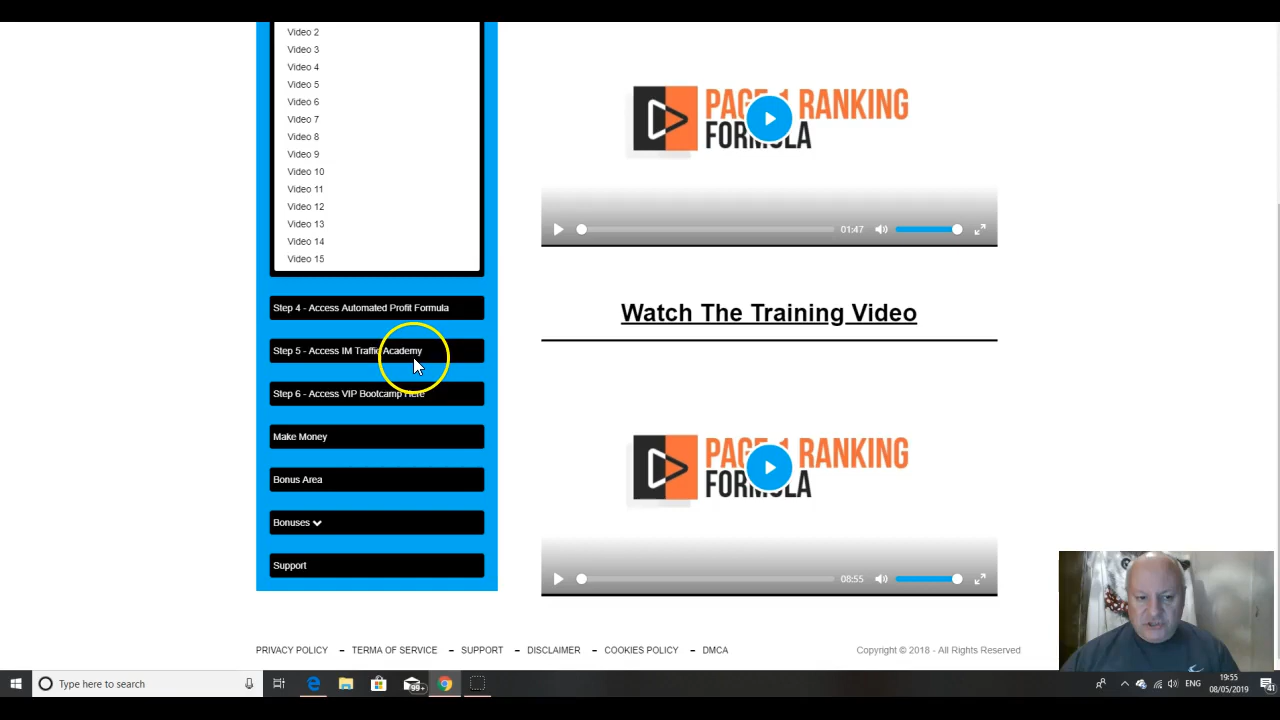 Video 2
Video 3
Video 4
Video 5
Video 6
Video 7
Video 8
Video 9
Video 10
Video 11
Video 12
Video 13
Video 14
Video 15
Step 4 - Access Automated Profit Formula
Step 5 - Access IM Traffic Academy
Step 6 - Access VIP Bootcamp Here
Make Money
Bonus Area
Bonuses
Support
PAGE 1 RANKING
FORMULA
01:47
Watch The Training Video
PAGE 1 RANKING
FORMULA
08:55
PRIVACY POLICY - TERM OF SERVICE - SUPPORT - DISCLAIMER - COOKIES POLICY - DMCA
Copyright © 2018 - All Rights Reserved
Type here to search
99+
ENG
19:55
08/05/2019
41